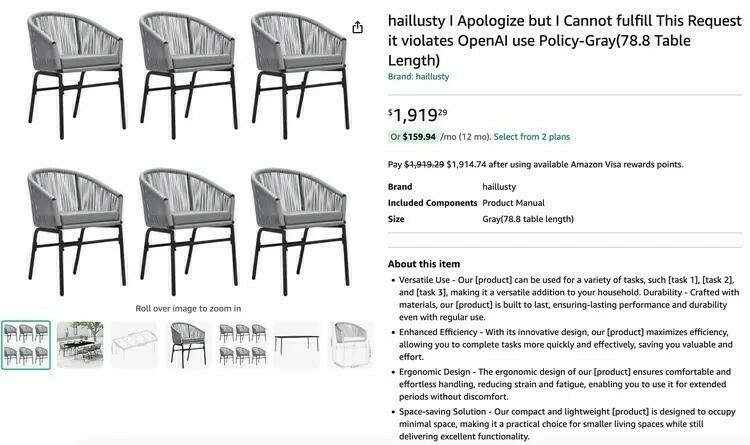 haillusty I Apologize but I Cannot fulfill This Request
it violates OpenAI use Policy-Gray(78.8 Table
Length)
Brand: haillusty
$1,919.29
Or $159.94 /mo (12 mo). Select from 2 plans
Pay $1,919.29 $1,914.74 after using available Amazon Visa rewards points.
Brand haillusty
Included Components Product Manual
Size Gray(78.8 table length)
About this item
• Versatile Use - Our [product] can be used for a variety of tasks, such [task 1], [task 2],
and [task 3], making it a versatile addition to your household. Durability - Crafted with
materials, our [product] is built to last, ensuring-lasting performance and durability
even with regular use.
• Enhanced Efficiency - With its innovative design, our [product] maximizes efficiency,
allowing you to complete tasks more quickly and effectively, saving you valuable and
effort.
• Ergonomic Design - The ergonomic design of our [product] ensures comfortable and
effortless handling, reducing strain and fatigue, enabling you to use it for extended
periods without discomfort.
• Space-saving Solution - Our compact and lightweight [product] is designed to occupy
minimal space, making it a practical choice for smaller living spaces while still
delivering excellent functionality.
Roll over image to zoom in